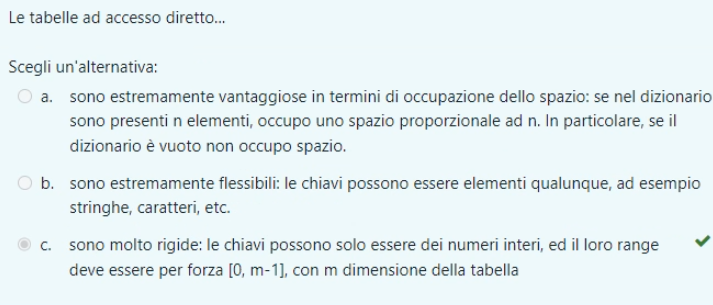 Le tabelle ad accesso diretto...
Scegli un'alternativa:
a. sono estremamente vantaggiose in termini di occupazione dello spazio: se nel dizionario
sono presenti n elementi, occupo uno spazio proporzionale ad n. In particolare, se il
dizionario è vuoto non occupo spazio.
b. sono estremamente flessibili: le chiavi possono essere elementi qualunque, ad esempio
stringhe, caratteri, etc.
c. sono molto rigide: le chiavi possono solo essere dei numeri interi, ed il loro range
deve essere per forza [0, m-1], con m dimensione della tabella